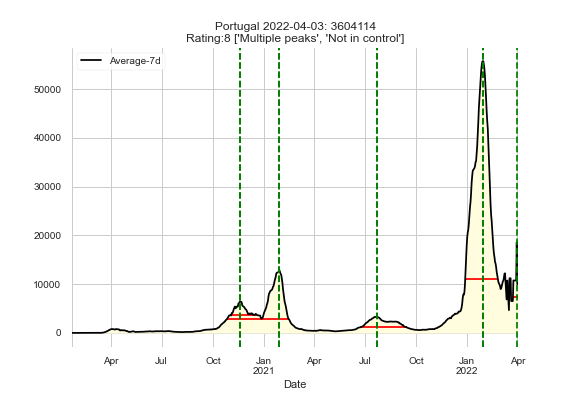 Portugal 2022-04-03: 3604114
Rating:8 ['Multiple peaks', 'Not in control']
Average-7d
50000
40000
30000
20000
10000
0
Apr Jul Oct Jan Apr Jul Oct Jan Apr
2021 2022
Date